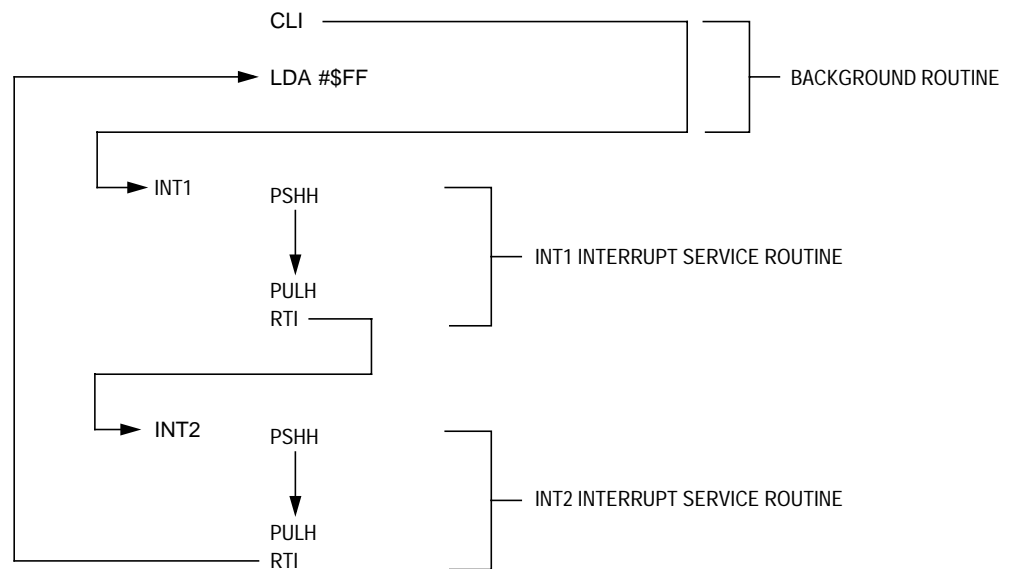 CLI
LDA #$FF
BACKGROUND ROUTINE
INT1
PSHH
INT1 INTERRUPT SERVICE ROUTINE
PULH
RTI
INT2
PSHH
INT2 INTERRUPT SERVICE ROUTINE
PULH
RTI